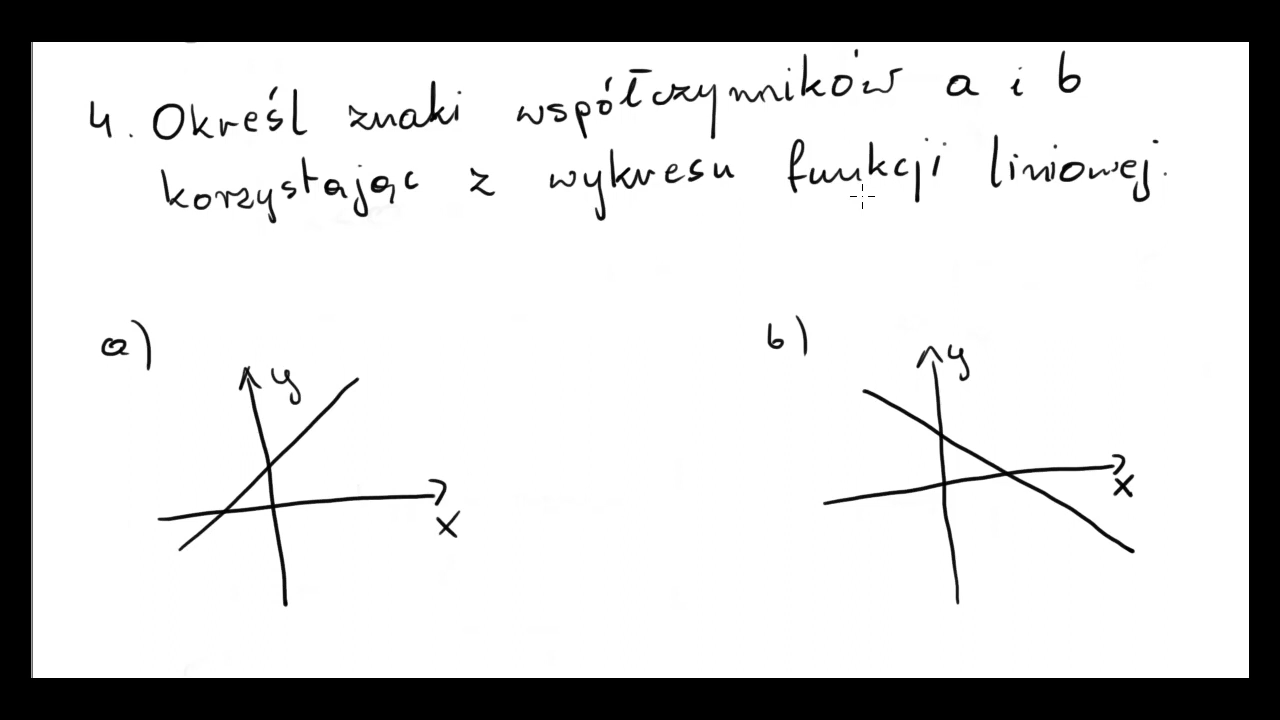 4. Określ znaki współczynników a i b
korzystając z wykresu funkcji liniowej.
a)
b)
y
x
y
x